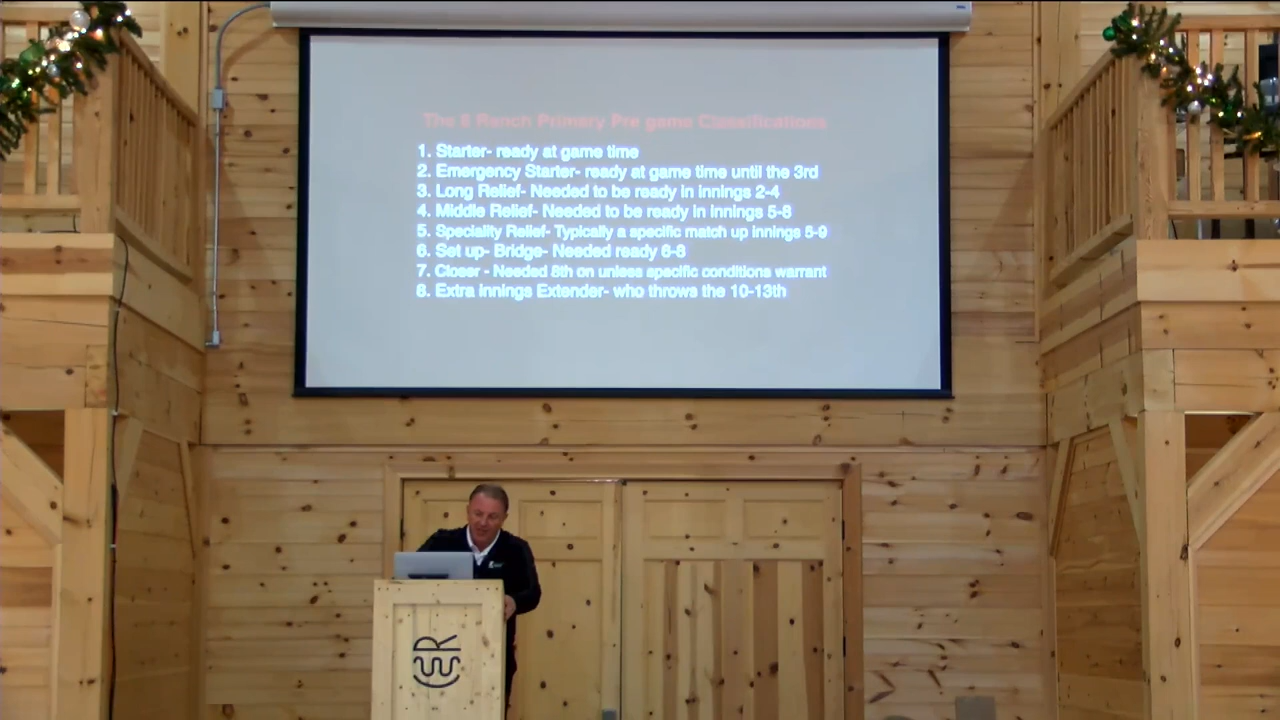 The 8 Ranch Primary Pre game Classifications
1. Starter- ready at game time
2. Emergency Starter- ready at game time until the 3rd
3. Long Relief- Needed to be ready in innings 2-4
4. Middle Relief- Needed to be ready in innings 5-8
5. Speciality Relief- Typically a specific match up innings 5-9
6. Set up- Bridge- Needed ready 6-8
7. Closer - Needed 8th on unless specific conditions warrant
8. Extra innings Extender- who throws the 10-13th